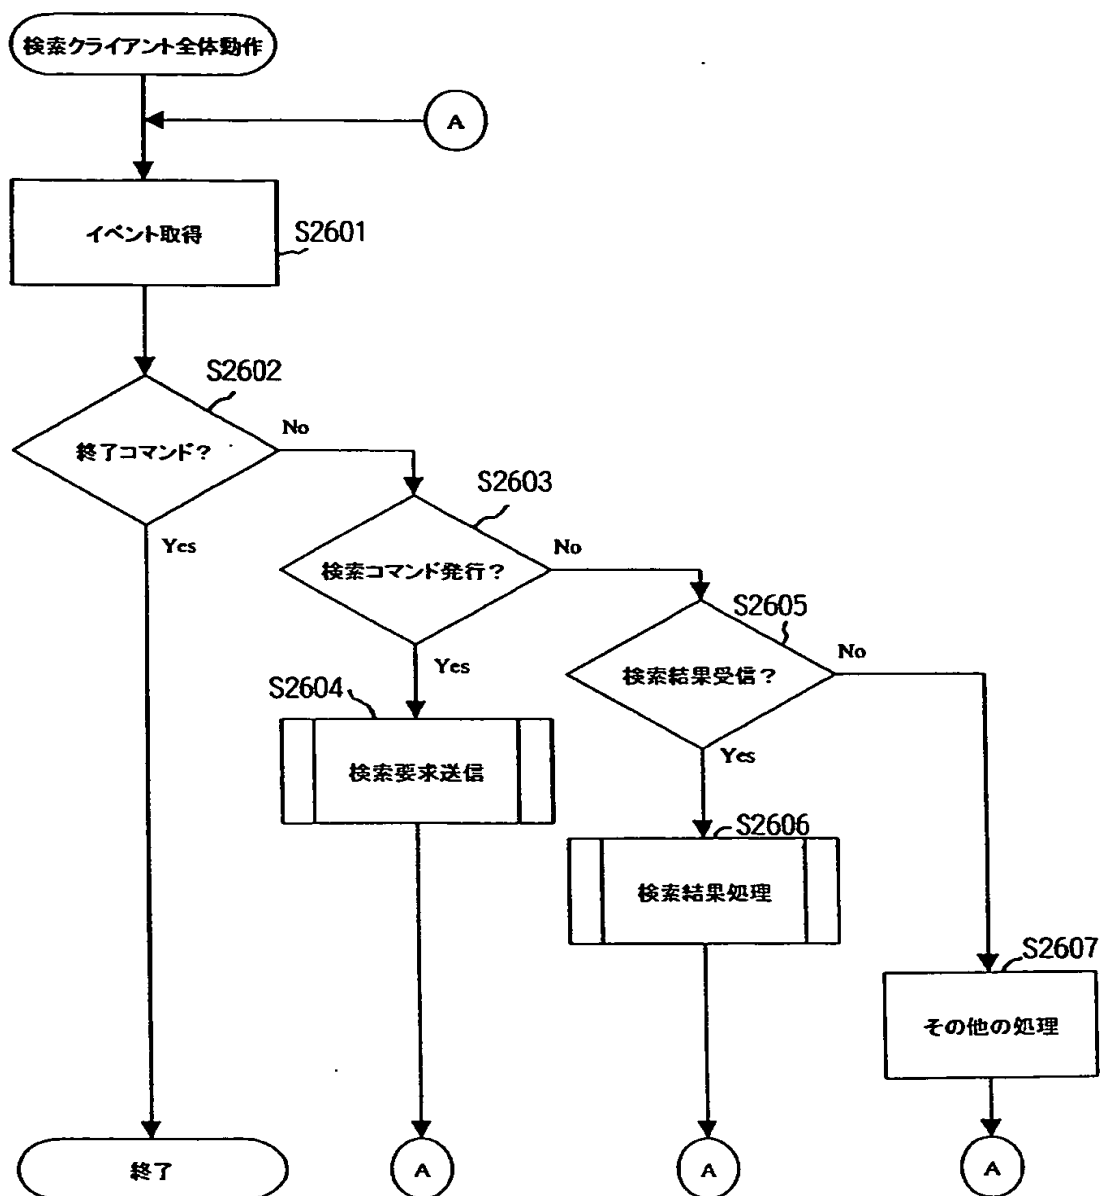 検索クライアント全体動作
A
イベント取得
S2601
S2602
終了コマンド?
No
Yes
S2603
検索コマンド発行?
No
Yes
S2604
検索要求送信
S2605
検索結果受信?
No
Yes
S2606
検索結果処理
S2607
その他の処理
終了
A
A
A